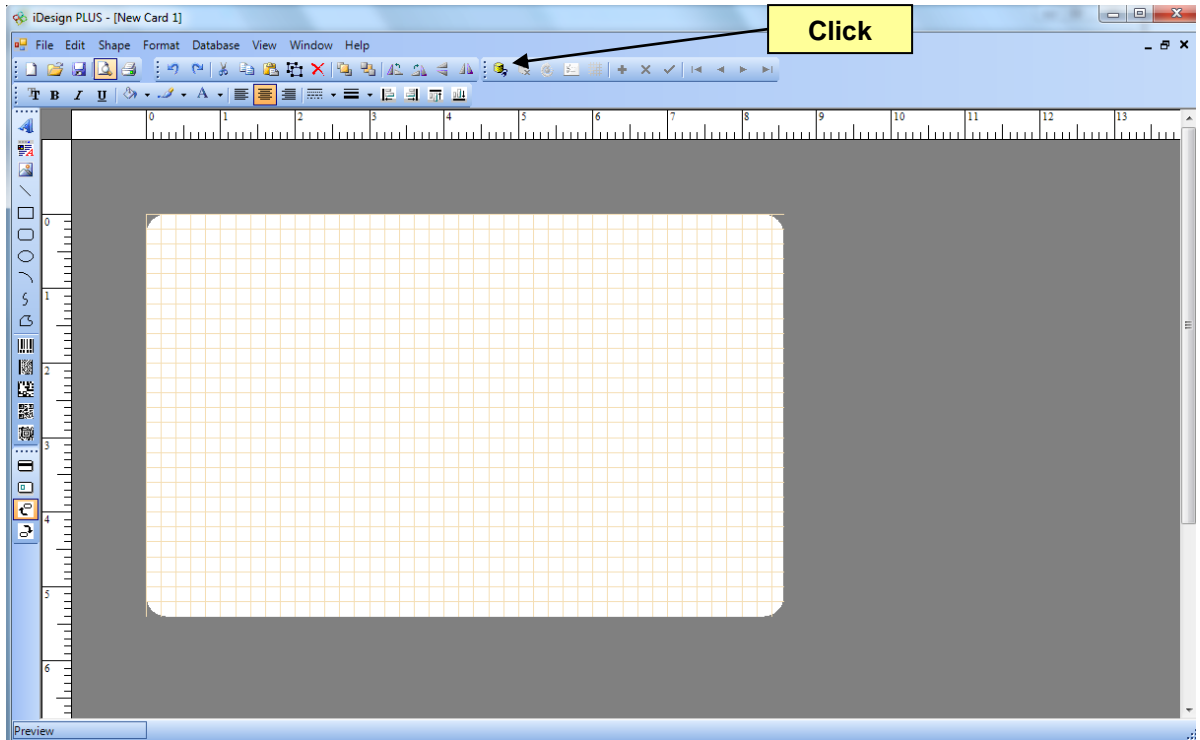 iDesign PLUS - [New Card 1]
Click
File Edit Shape Format Database View Window Help
B I U A
0 1 2 3 4 5 6 7 8 9 10 11 12 13
0
1
2
3
4
5
6
Preview